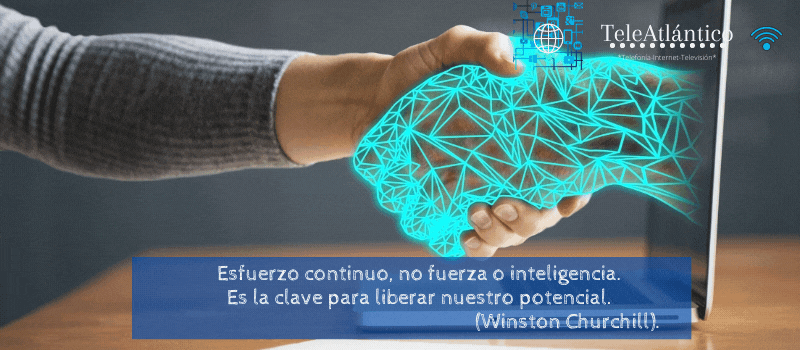 TeleAtlántico
*Telefonía-Internet-Televisión*
Esfuerzo continuo, no fuerza o inteligencia.
Es la clave para liberar nuestro potencial.
(Winston Churchill).